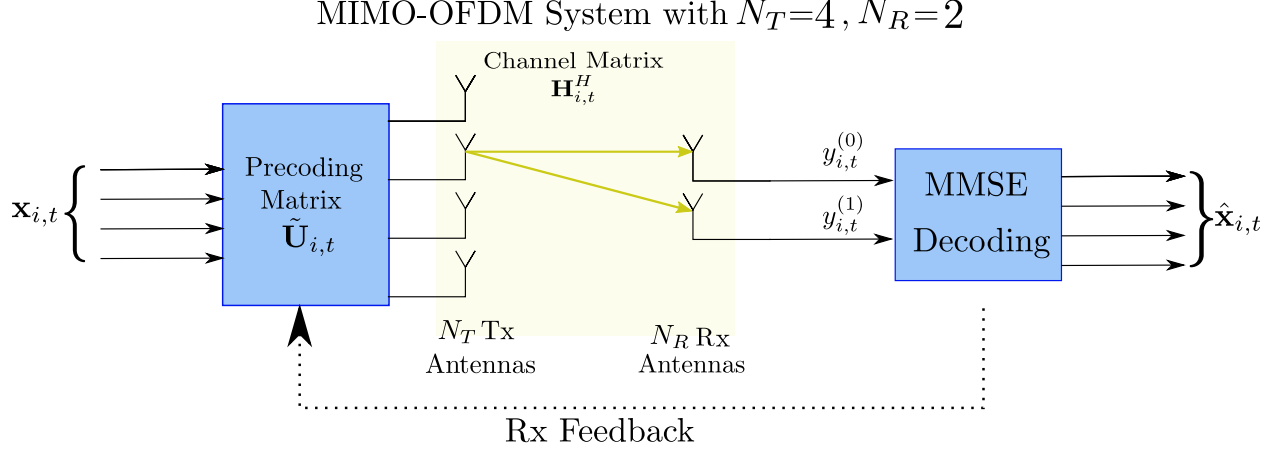 MIMO-OFDM System with N_T=4, N_R=2
Channel Matrix
H^H_{i,t}
Precoding
Matrix
Ũ_{i,t}
x_{i,t}
y^{(0)}_{i,t}
y^{(1)}_{i,t}
MMSE
Decoding
x̂_{i,t}
N_T Tx
Antennas
N_R Rx
Antennas
Rx Feedback